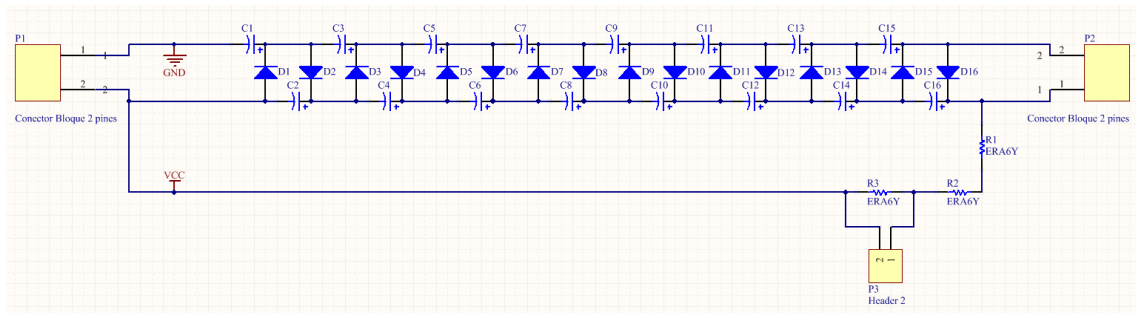 C1 C3 C5 C7 C9 C11 C13 C15
P1 P2
1 1 2 2
GND
D1 D2 D3 D4 D5 D6 D7 D8 D9 D10 D11 D12 D13 D14 D15 D16
2 2 1 1
C2 C4 C6 C8 C10 C12 C14 C16
Conector Bloque 2 pines Conector Bloque 2 pines
R1
ERA6Y
VCC
R3 R2
ERA6Y ERA6Y
2 1
P3
Header 2